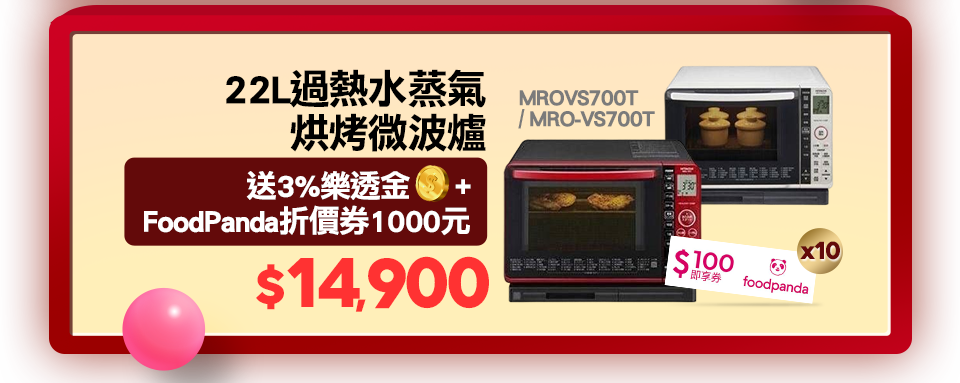 22L過熱水蒸氣
烘烤微波爐
送3%樂透金+
FoodPanda折價券1000元
$14,900
MROVS700T
/ MRO-VS700T
HITACHI
$100
即享券
foodpanda
x10